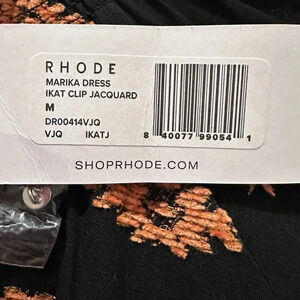 RHODE
MARIKA DRESS
IKAT CLIP JACQUARD
M
DR00414VJQ
VJQ IKATJ
8 40077 99054 1
SHOPRHODE.COM